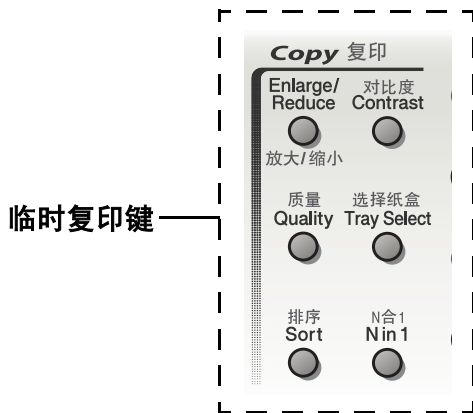 Copy 复印
Enlarge/ 对比度
Reduce Contrast
放大/缩小
质量 选择纸盒
Quality Tray Select
排序 N合1
Sort N in 1
临时复印键